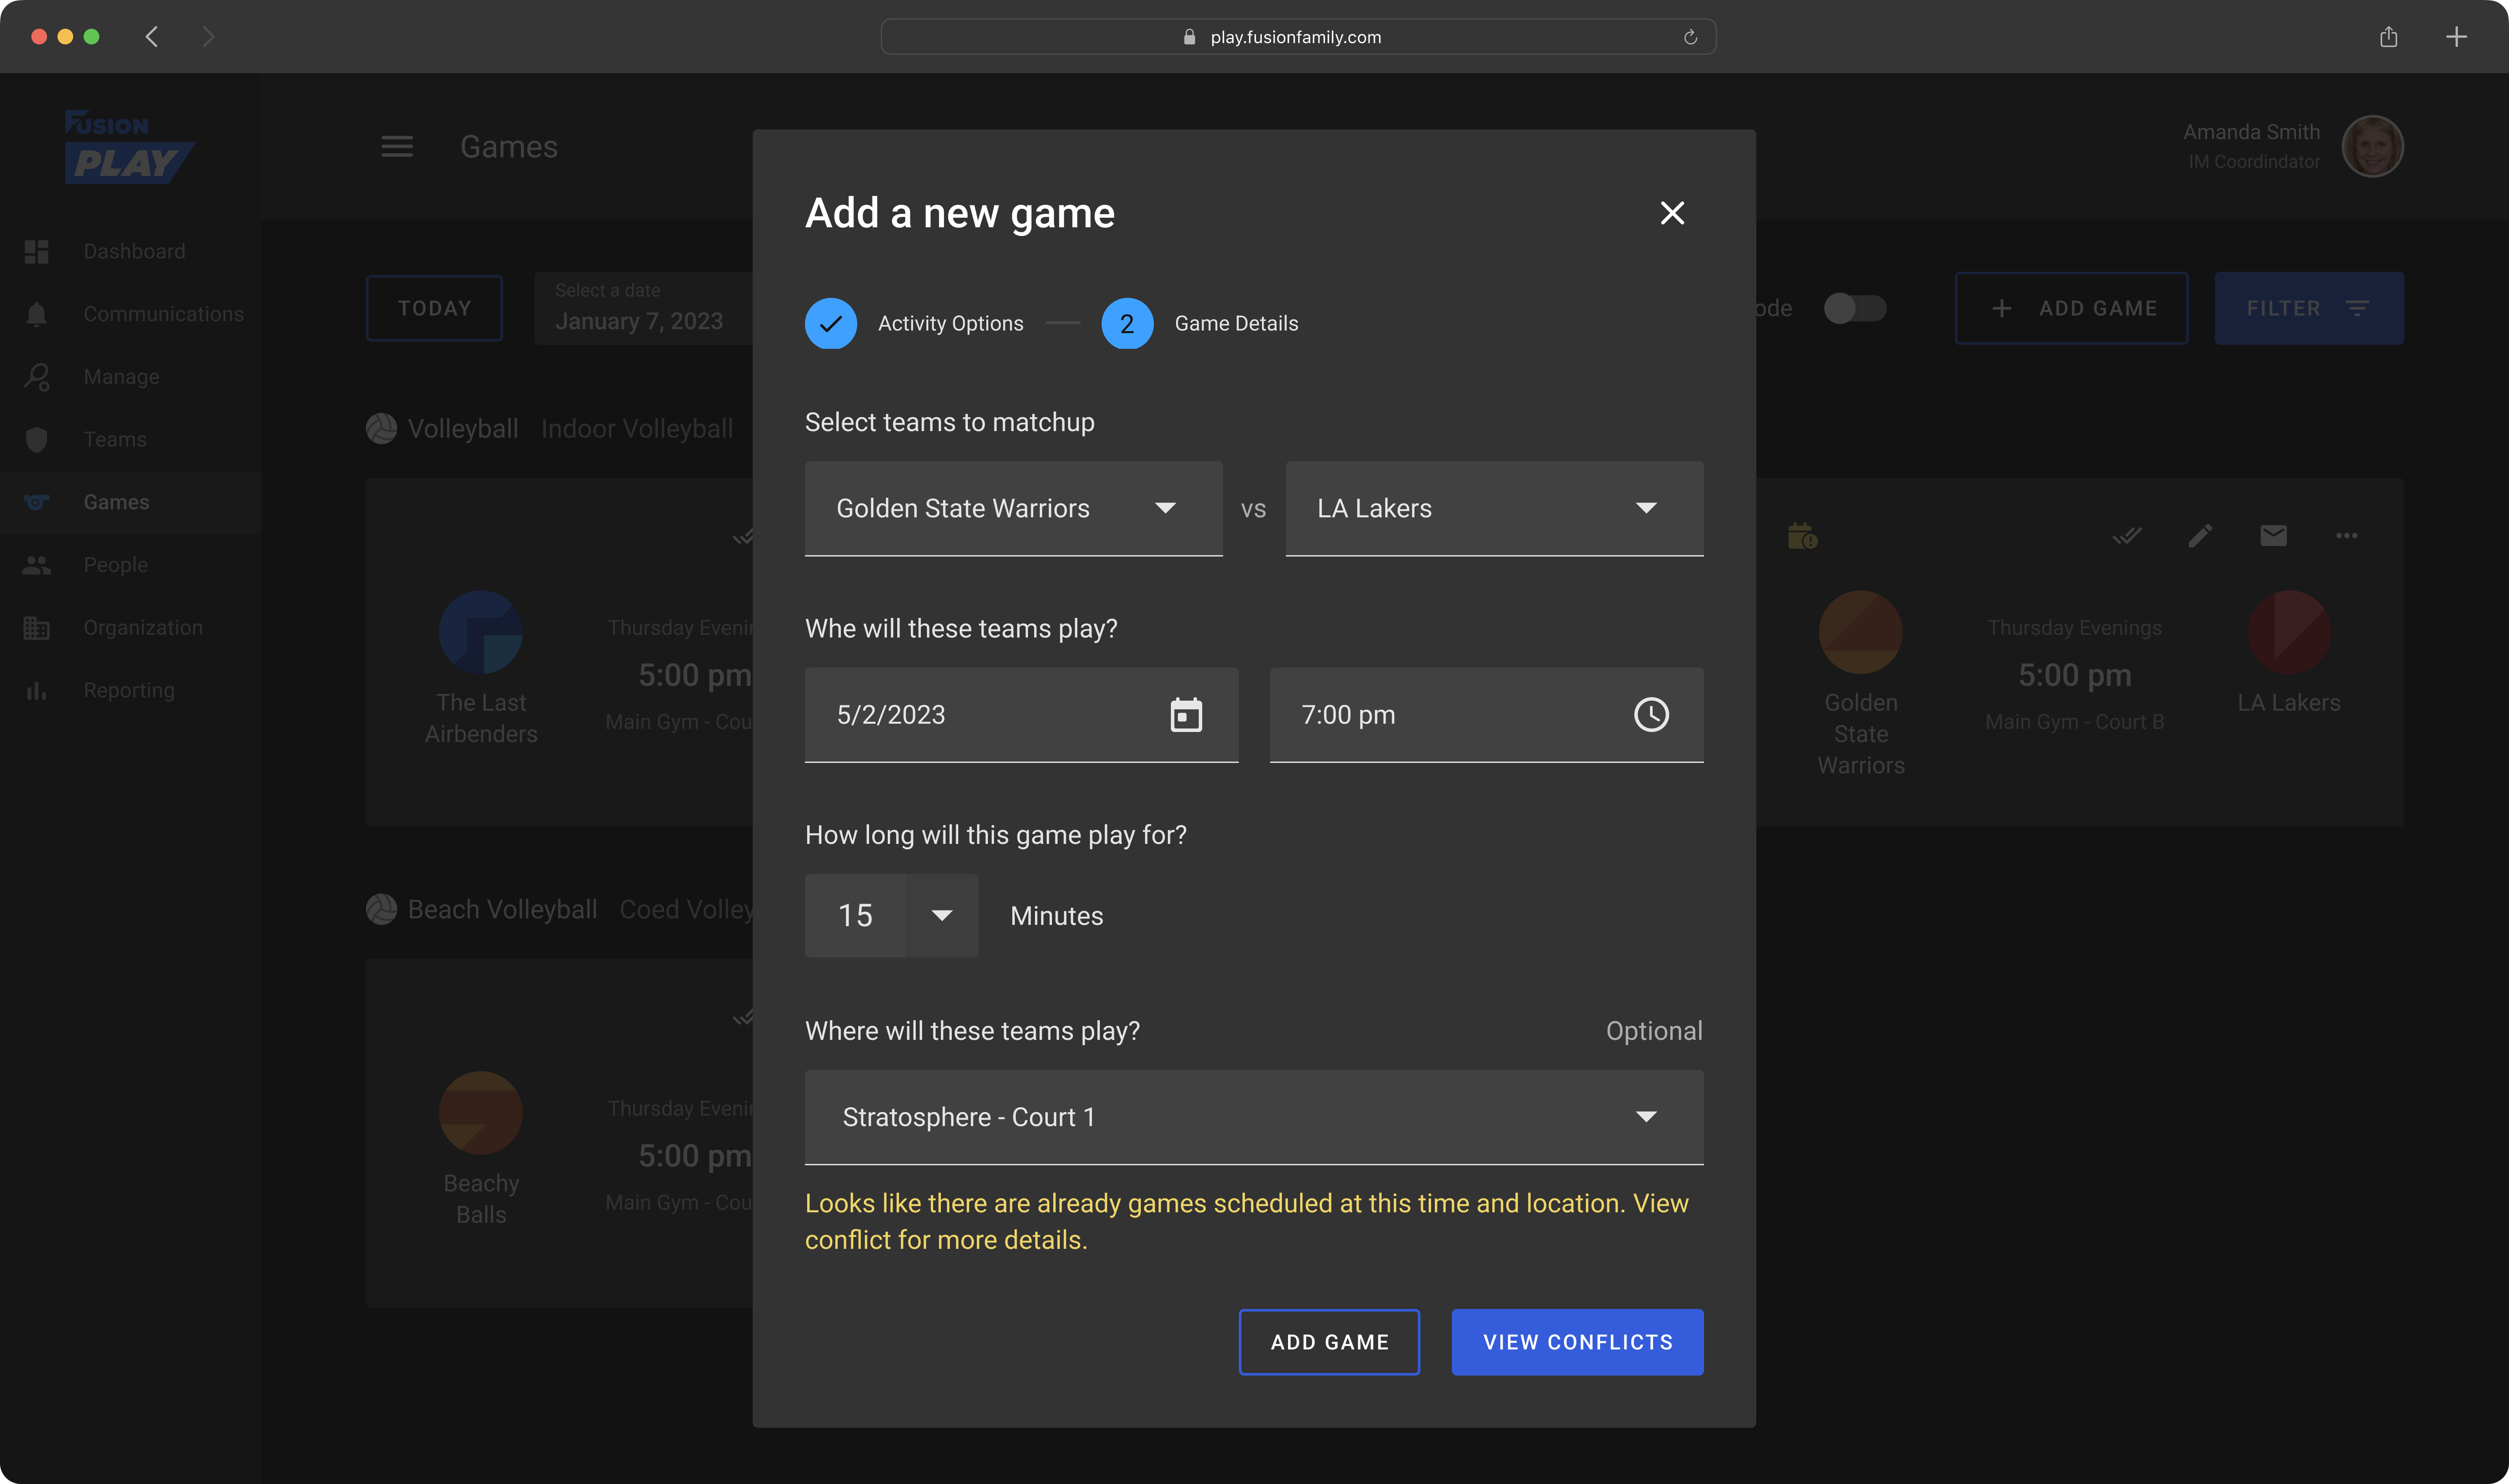 play.fusionfamily.com
FUSION
PLAY
Dashboard
Communications
Manage
Teams
Games
People
Organization
Reporting
Games
Amanda Smith
IM Coordindator
TODAY
Select a date
January 7, 2023
ode
ADD GAME
FILTER
Volleyball Indoor Volleyball
The Last
Airbenders
Thursday Evenin
5:00 pm
Main Gym - Cou
Golden
State
Warriors
Thursday Evenings
5:00 pm
Main Gym - Court B
LA Lakers
Beach Volleyball Coed Volley
Beachy
Balls
Thursday Evenin
5:00 pm
Main Gym - Cou
Add a new game
Activity Options
2 Game Details
Select teams to matchup
Golden State Warriors vs LA Lakers
Whe will these teams play?
5/2/2023 7:00 pm
How long will this game play for?
15 Minutes
Where will these teams play? Optional
Stratosphere - Court 1
Looks like there are already games scheduled at this time and location. View
conflict for more details.
ADD GAME VIEW CONFLICTS